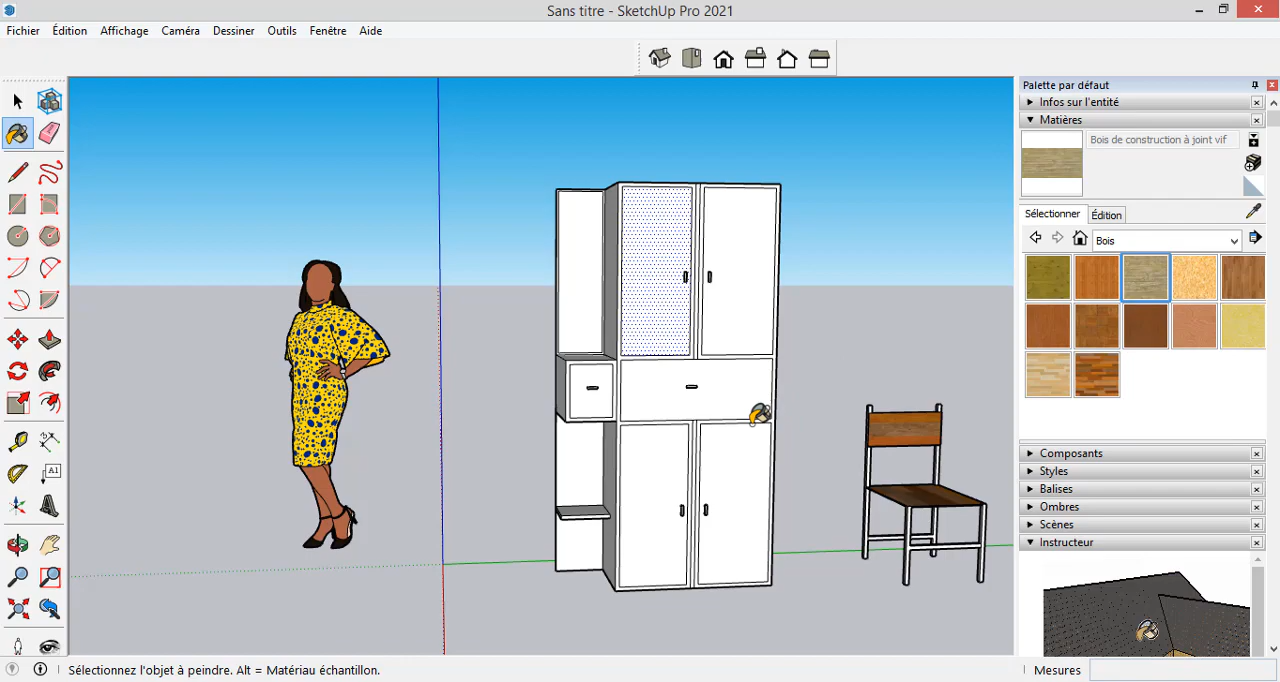 Sans titre - SketchUp Pro 2021
Fichier Édition Affichage Caméra Dessiner Outils Fenêtre Aide
Palette par défaut
Infos sur l'entité
Matières
Bois de construction à joint vif
Sélectionner Édition
Bois
A1
Composants
Styles
Balises
Ombres
Scènes
Instructeur
Sélectionnez l'objet à peindre. Alt = Matériau échantillon.
Mesures